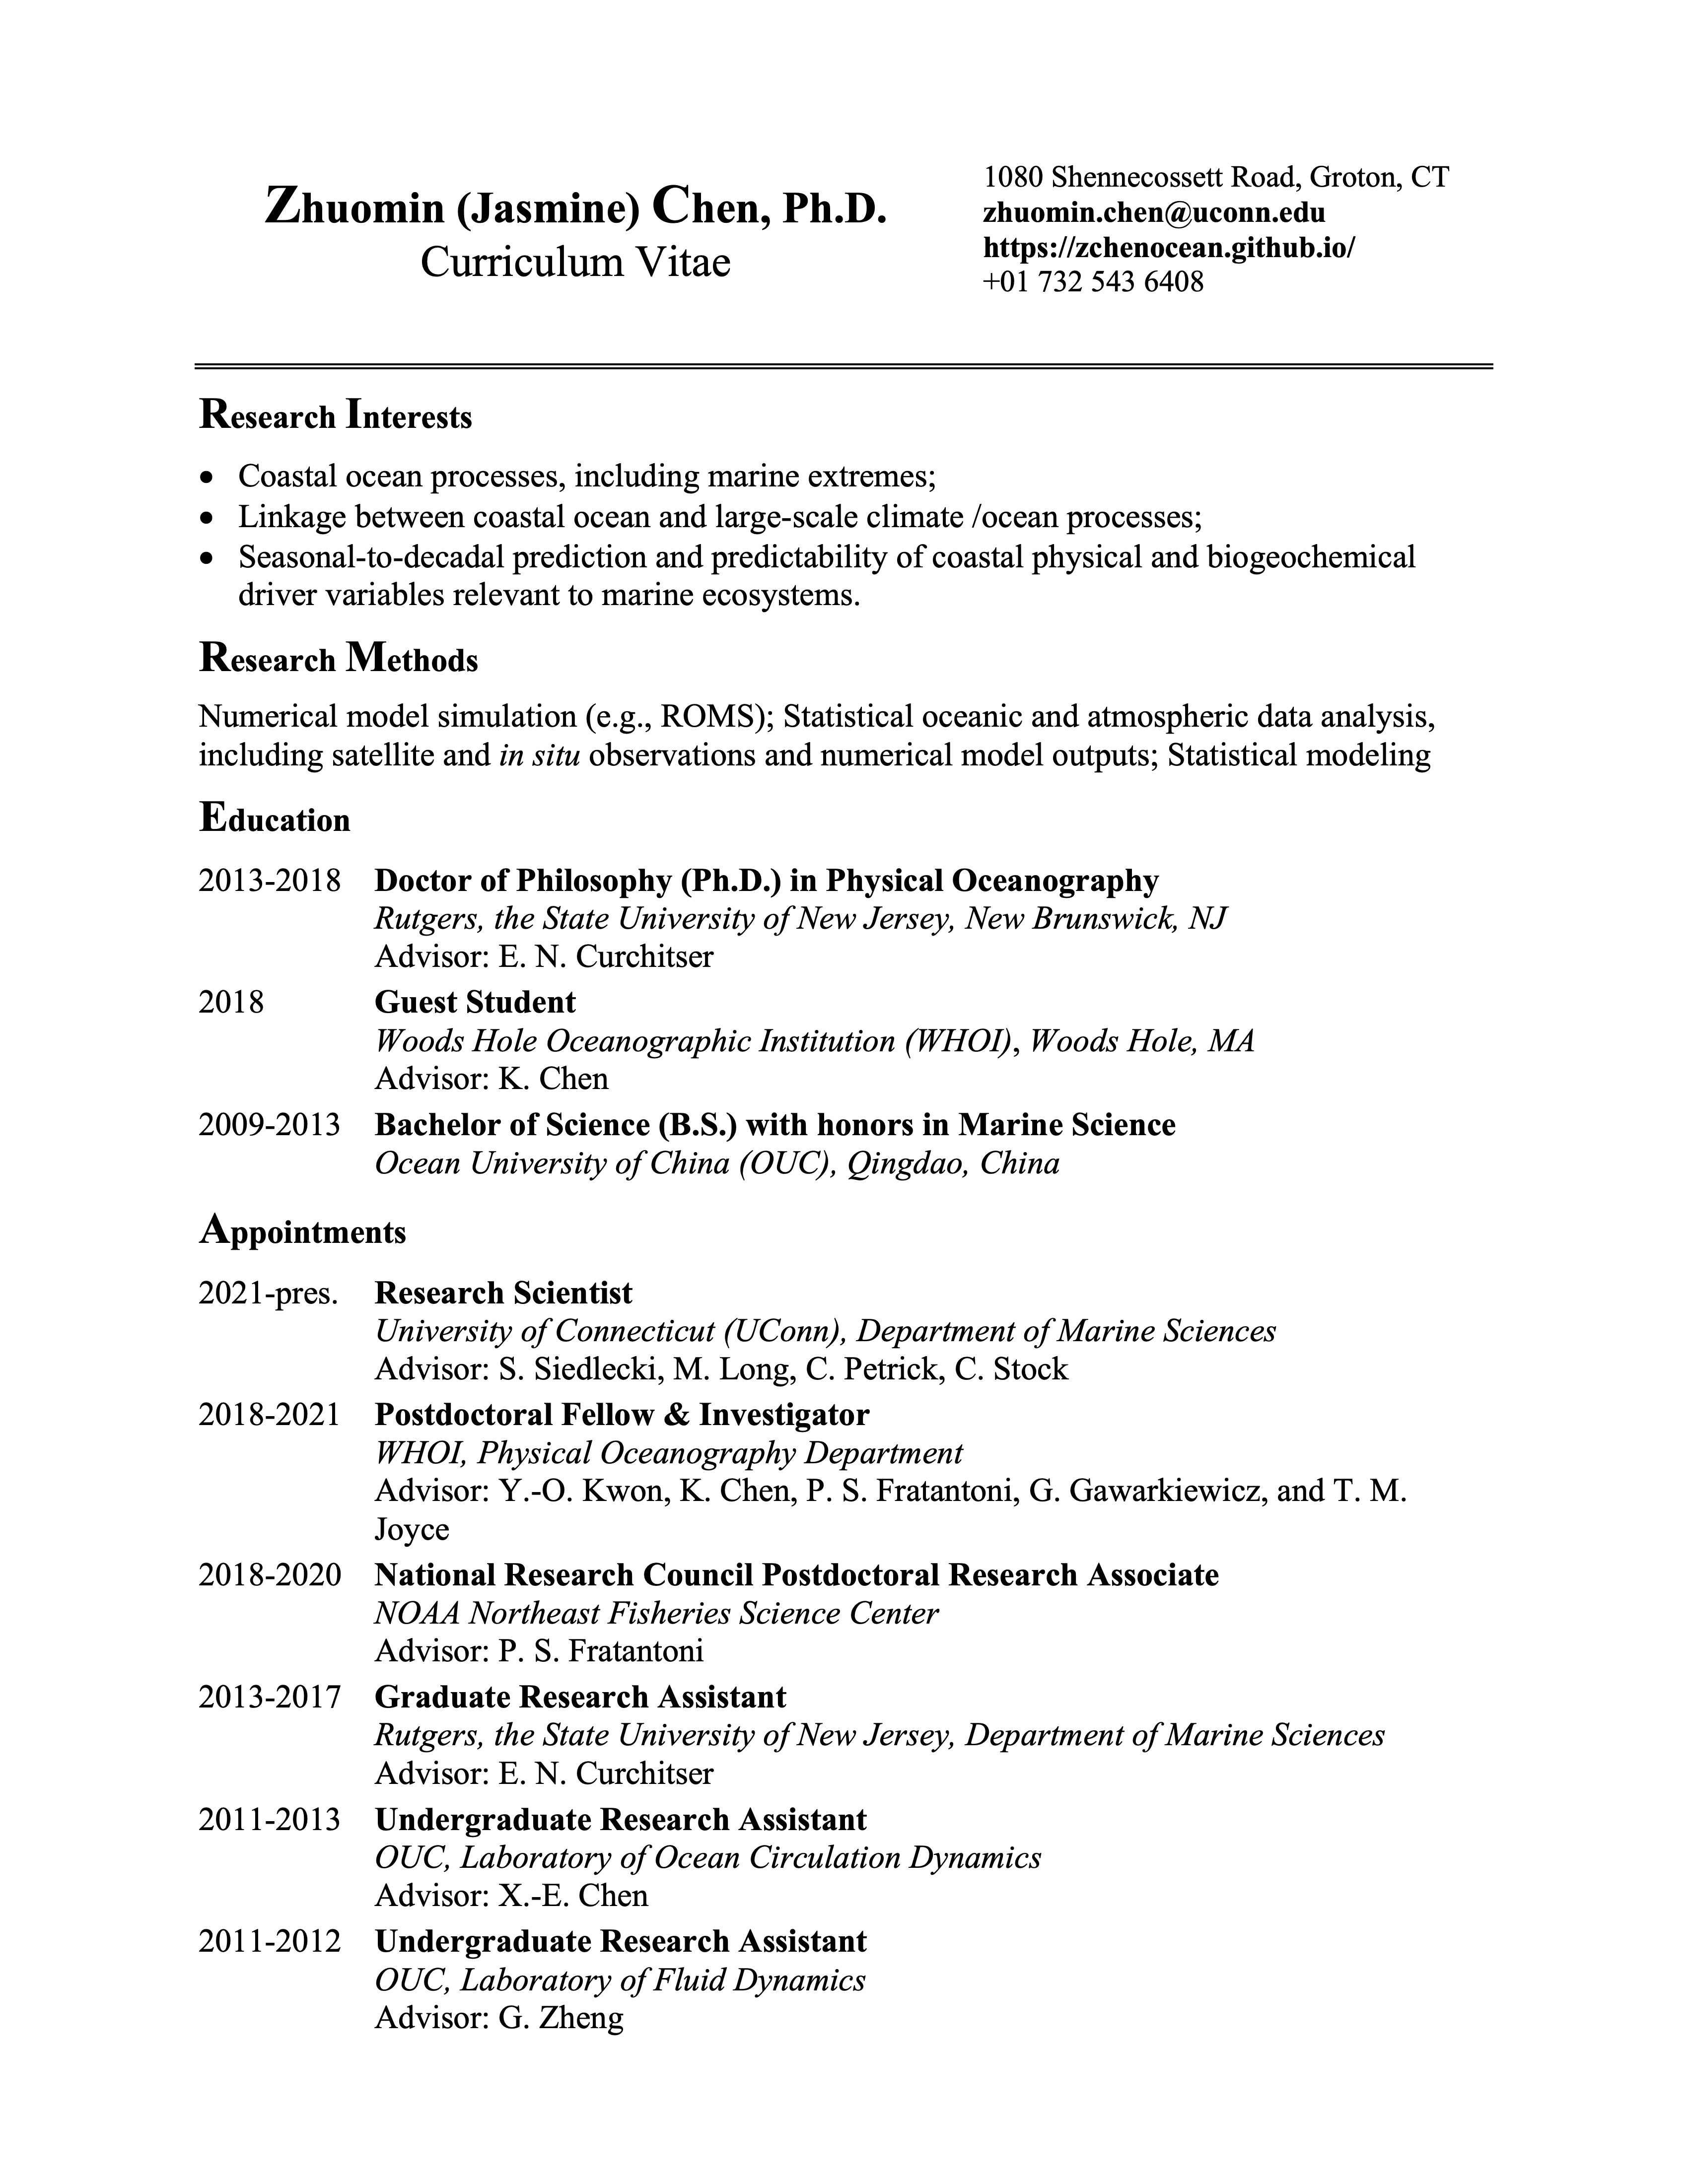 Zhuomin (Jasmine) Chen, Ph.D.
Curriculum Vitae
1080 Shennecossett Road, Groton, CT
zhuomin.chen@uconn.edu
https://zchenocean.github.io/
+01 732 543 6408
Research Interests
• Coastal ocean processes, including marine extremes;
• Linkage between coastal ocean and large-scale climate /ocean processes;
• Seasonal-to-decadal prediction and predictability of coastal physical and biogeochemical
driver variables relevant to marine ecosystems.
Research Methods
Numerical model simulation (e.g., ROMS); Statistical oceanic and atmospheric data analysis,
including satellite and in situ observations and numerical model outputs; Statistical modeling
Education
2013-2018 Doctor of Philosophy (Ph.D.) in Physical Oceanography
Rutgers, the State University of New Jersey, New Brunswick, NJ
Advisor: E. N. Curchitser
2018 Guest Student
Woods Hole Oceanographic Institution (WHOI), Woods Hole, MA
Advisor: K. Chen
2009-2013 Bachelor of Science (B.S.) with honors in Marine Science
Ocean University of China (OUC), Qingdao, China
Appointments
2021-pres. Research Scientist
University of Connecticut (UConn), Department of Marine Sciences
Advisor: S. Siedlecki, M. Long, C. Petrick, C. Stock
2018-2021 Postdoctoral Fellow & Investigator
WHOI, Physical Oceanography Department
Advisor: Y.-O. Kwon, K. Chen, P. S. Fratantoni, G. Gawarkiewicz, and T. M.
Joyce
2018-2020 National Research Council Postdoctoral Research Associate
NOAA Northeast Fisheries Science Center
Advisor: P. S. Fratantoni
2013-2017 Graduate Research Assistant
Rutgers, the State University of New Jersey, Department of Marine Sciences
Advisor: E. N. Curchitser
2011-2013 Undergraduate Research Assistant
OUC, Laboratory of Ocean Circulation Dynamics
Advisor: X.-E. Chen
2011-2012 Undergraduate Research Assistant
OUC, Laboratory of Fluid Dynamics
Advisor: G. Zheng